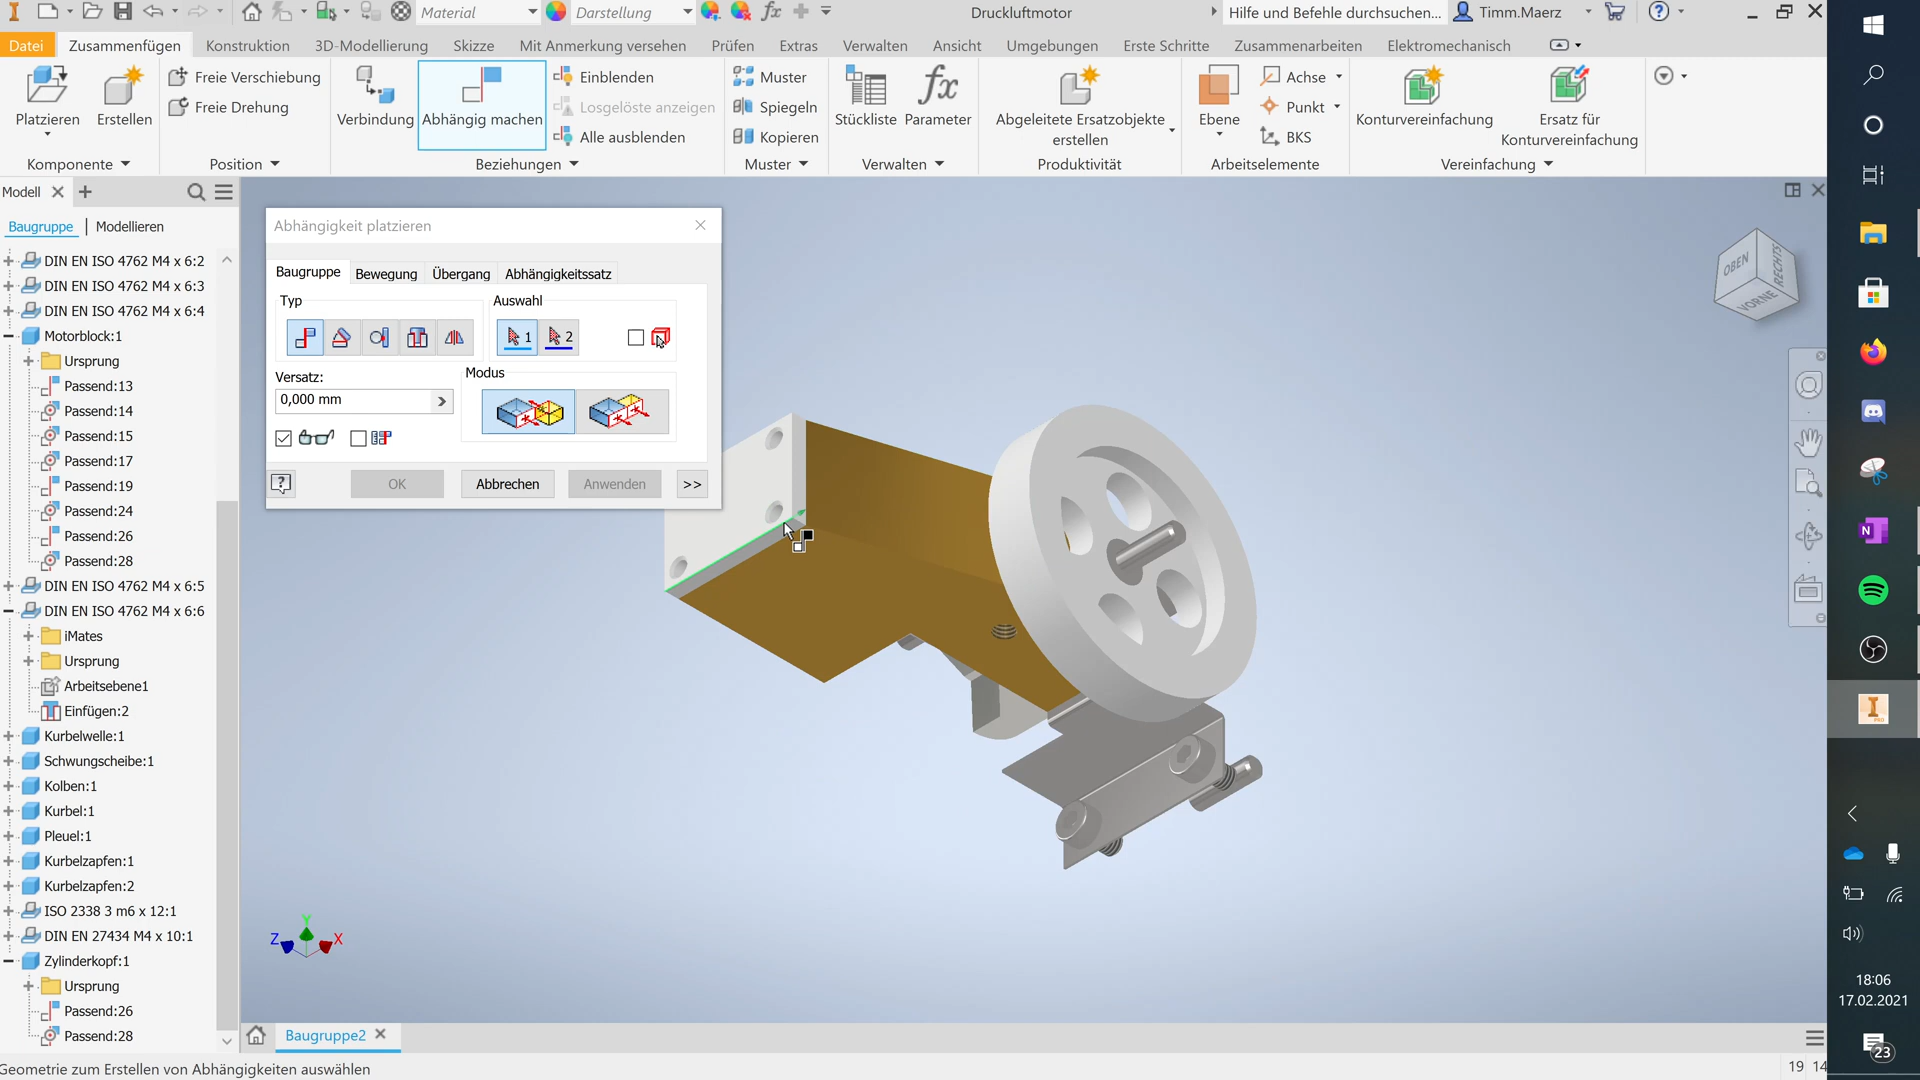 Material
Darstellung
Druckluftmotor
Hilfe und Befehle durchsuchen...
Timm.Maerz
Datei
Zusammenfügen
Konstruktion
3D-Modellierung
Skizze
Mit Anmerkung versehen
Prüfen
Extras
Verwalten
Ansicht
Umgebungen
Erste Schritte
Zusammenarbeiten
Elektromechanisch
Platzieren
Erstellen
Freie Verschiebung
Freie Drehung
Verbindung
Abhängig machen
Einblenden
Losgelöste anzeigen
Alle ausblenden
Muster
Spiegeln
Kopieren
Stückliste
Parameter
Abgeleitete Ersatzobjekte
erstellen
Ebene
Achse
Punkt
BKS
Konturvereinfachung
Ersatz für
Konturvereinfachung
Komponente
Position
Beziehungen
Muster
Verwalten
Produktivität
Arbeitselemente
Vereinfachung
Modell
Baugruppe
Modellieren
DIN EN ISO 4762 M4 x 6:2
DIN EN ISO 4762 M4 x 6:3
DIN EN ISO 4762 M4 x 6:4
Motorblock:1
Ursprung
Passend:13
Passend:14
Passend:15
Passend:17
Passend:19
Passend:24
Passend:26
Passend:28
DIN EN ISO 4762 M4 x 6:5
DIN EN ISO 4762 M4 x 6:6
iMates
Ursprung
Arbeitsebene1
Einfügen:2
Kurbelwelle:1
Schwungscheibe:1
Kolben:1
Kurbel:1
Pleuel:1
Kurbelzapfen:1
Kurbelzapfen:2
ISO 2338 3 m6 x 12:1
DIN EN 27434 M4 x 10:1
Zylinderkopf:1
Ursprung
Passend:26
Passend:28
Abhängigkeit platzieren
Baugruppe
Bewegung
Übergang
Abhängigkeitssatz
Typ
Auswahl
1
2
Versatz:
0,000 mm
Modus
OK
Abbrechen
Anwenden
>>
OBEN
RECHTS
VORNE
Z
Y
X
Baugruppe2
Geometrie zum Erstellen von Abhängigkeiten auswählen
19 14
PRO
18:06
17.02.2021
23